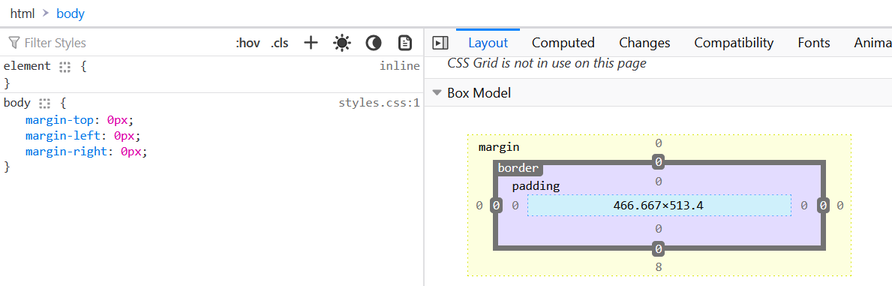 html > body
Filter Styles :hov .cls +
element { inline
}
body { styles.css:1
margin-top: 0px;
margin-left: 0px;
margin-right: 0px;
}
Layout Computed Changes Compatibility Fonts Anima
CSS Grid is not in use on this page
Box Model
0
margin
0
border
0
padding
0 0 0 466.667×513.4 0 0 0
0
0
8